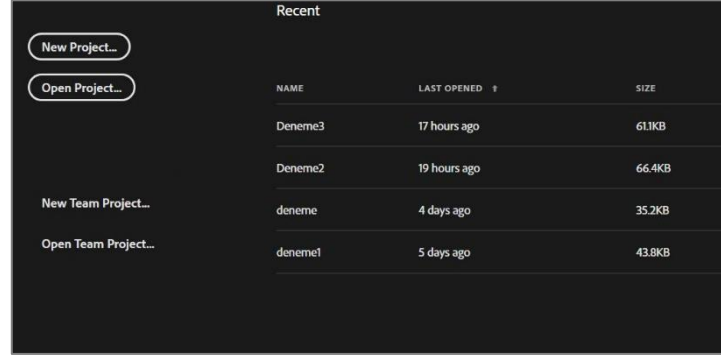 Recent
New Project...
Open Project...
NAME LAST OPENED ↑ SIZE
Deneme3 17 hours ago 61.1KB
Deneme2 19 hours ago 66.4KB
New Team Project...
deneme 4 days ago 35.2KB
Open Team Project...
deneme1 5 days ago 43.8KB